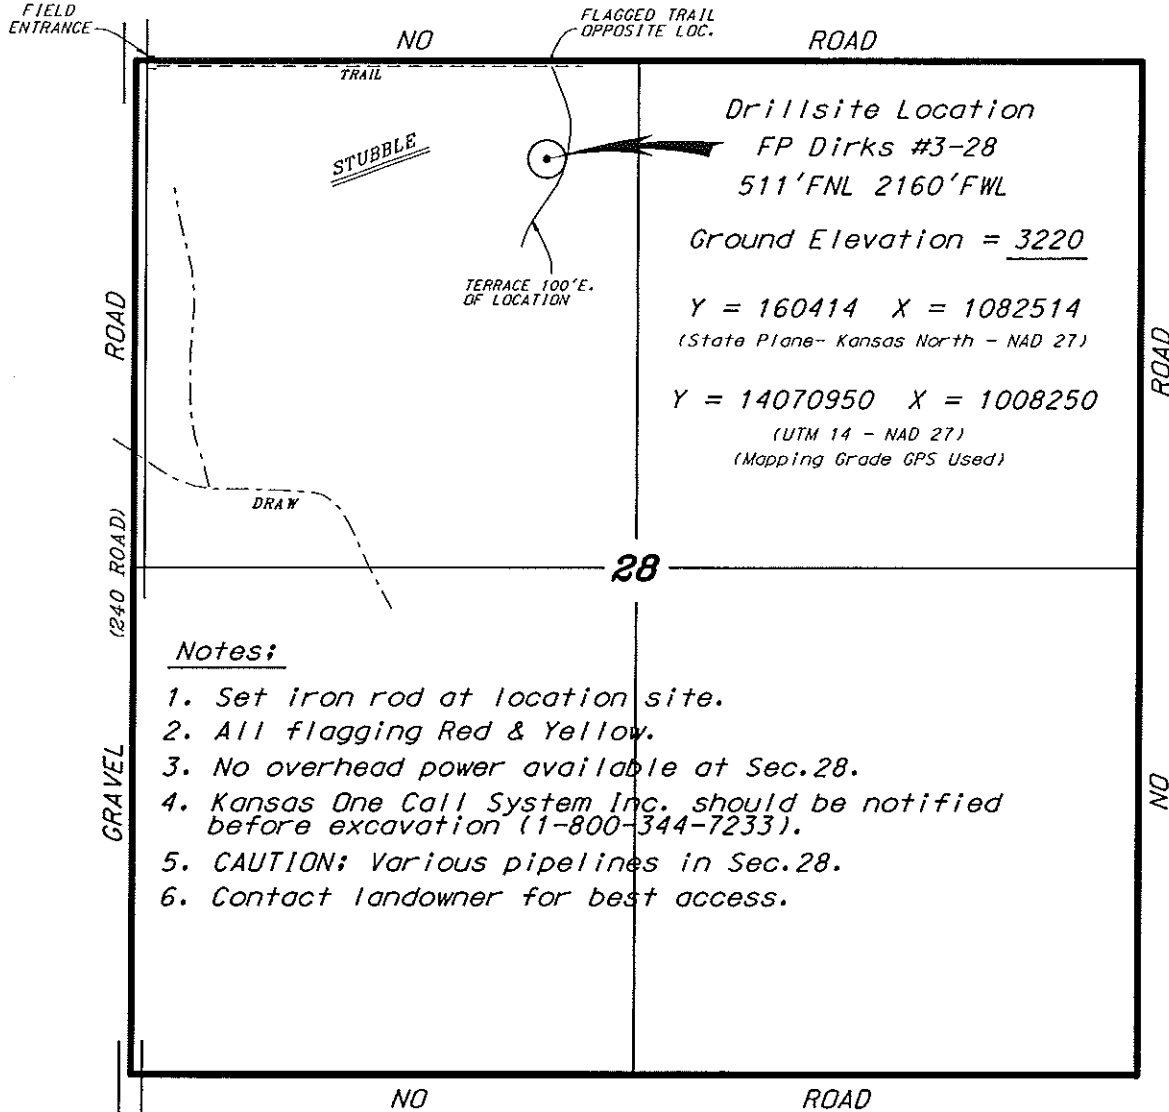 FIELD
ENTRANCE
FLAGGED TRAIL
OPPOSITE LOC.
NO
ROAD
TRAIL
STUBBLE
Drillsite Location
FP Dirks #3-28
511'FNL 2160'FWL
Ground Elevation = 3220
TERRACE 100'E.
OF LOCATION
Y = 160414 X = 1082514
(State Plane- Kansas North - NAD 27)
Y = 14070950 X = 1008250
(UTM 14 - NAD 27)
(Mapping Grade GPS Used)
ROAD
ROAD
DRAW
(240 ROAD)
28
Notes:
1. Set iron rod at location site.
2. All flagging Red & Yellow.
3. No overhead power available at Sec.28.
4. Kansas One Call System Inc. should be notified
before excavation (1-800-344-7233).
5. CAUTION: Various pipelines in Sec.28.
6. Contact landowner for best access.
GRAVEL
NO
NO
ROAD